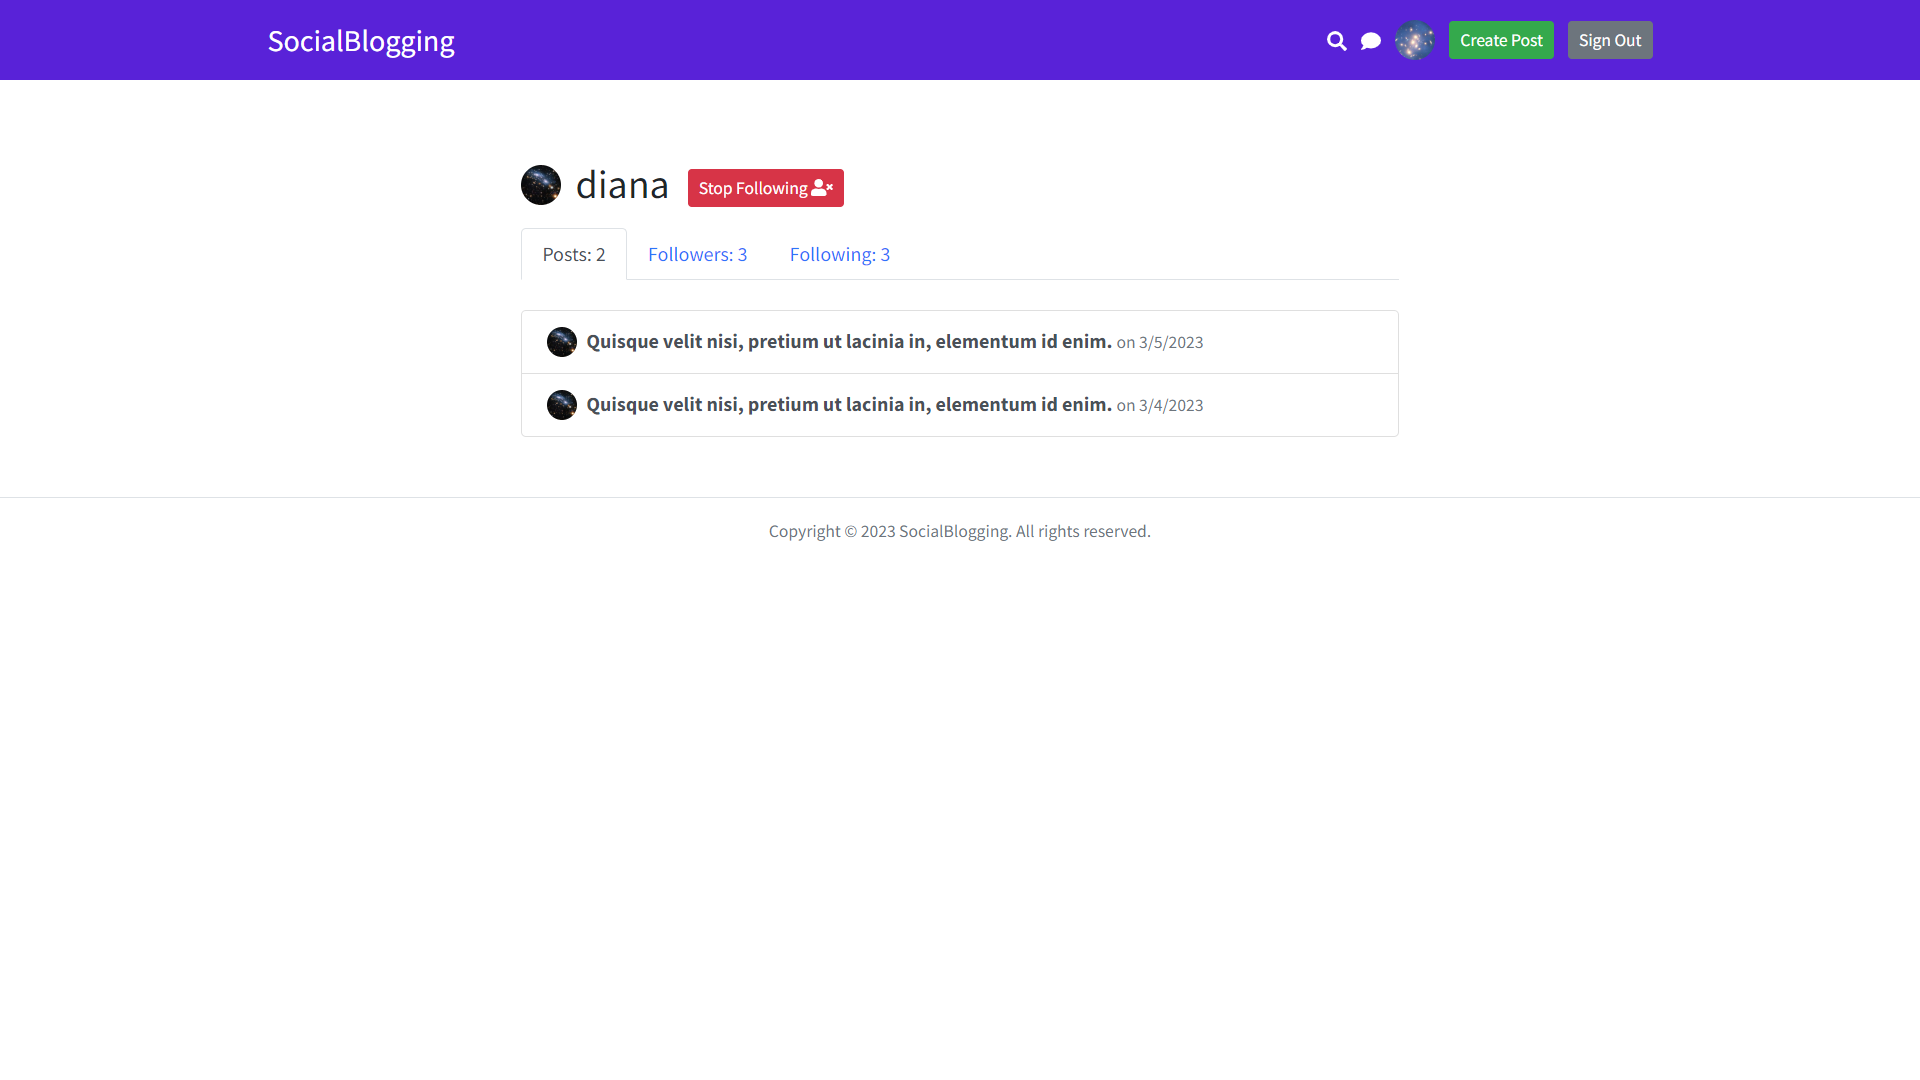 SocialBlogging
Create Post
Sign Out
diana
Stop Following
Posts: 2
Followers: 3
Following: 3
Quisque velit nisi, pretium ut lacinia in, elementum id enim. on 3/5/2023
Quisque velit nisi, pretium ut lacinia in, elementum id enim. on 3/4/2023
Copyright © 2023 SocialBlogging. All rights reserved.